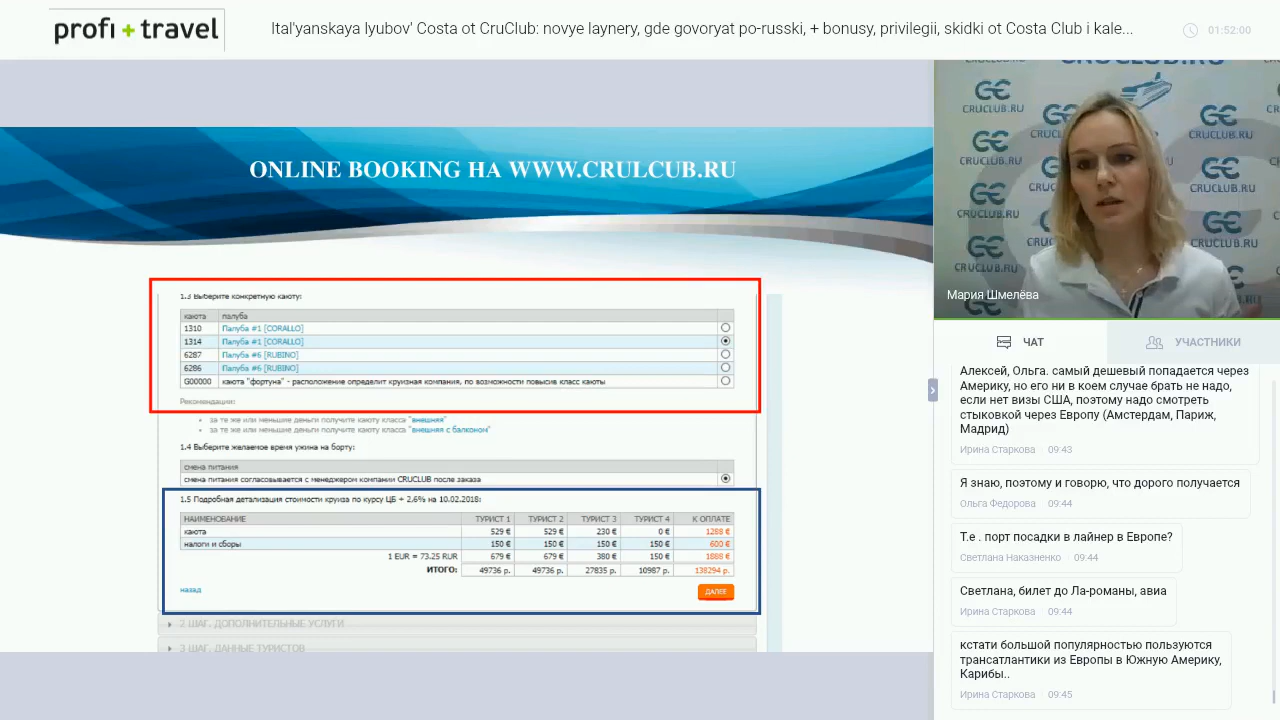 profi + travel
Ital'yanskaya lyubov' Costa ot CruClub: novye laynery, gde govoryat po-russki, + bonusy, privilegii, skidki ot Costa Club i kale...
01:52:00
ONLINE BOOKING НА WWW.CRULCUB.RU
1.3 Выберите конкретную каюту:
каюта палуба
1310 Палуба #1 [CORALLO]
1314 Палуба #1 [CORALLO]
6287 Палуба #6 [RUBINO]
6286 Палуба #6 [RUBINO]
G00000 каюта "фортуна" - расположение определит круизная компания, по возможности повысив класс каюты
Рекомендации:
за те же или меньшие деньги получите каюту класса "внешняя"
за те же или меньшие деньги получите каюту класса "внешняя с балконом"
1.4 Выберите желаемое время ужина на борту:
смена питания
смена питания согласовывается с менеджером компании CRUCLUB после заказа
1.5 Подробная детализация стоимости круиза по курсу ЦБ + 2,6% на 10.02.2018:
НАИМЕНОВАНИЕ ТУРИСТ 1 ТУРИСТ 2 ТУРИСТ 3 ТУРИСТ 4 К ОПЛАТЕ
каюта 529 € 529 € 230 € 0 € 1288 €
налоги и сборы 150 € 150 € 150 € 150 € 600 €
1 EUR = 73.25 RUR 679 € 679 € 380 € 150 € 1888 €
ИТОГО: 49736 р. 49736 р. 27835 р. 10987 р. 138294 р.
назад ДАЛЕЕ
2 ШАГ. ДОПОЛНИТЕЛЬНЫЕ УСЛУГИ
3 ШАГ. ДАННЫЕ ТУРИСТОВ
CRUCLUB.RU
CRUCLUB.RU
CRUCLUB.RU
CRUCLUB.RU
CRUCLUB.RU
CRUCLUB.RU
CRUCLUB.RU
Мария Шмелёва
ЧАТ УЧАСТНИКИ
Алексей, Ольга. самый дешевый попадается через
Америку, но его ни в коем случае брать не надо,
если нет визы США, поэтому надо смотреть
стыковкой через Европу (Амстердам, Париж,
Мадрид)
Ирина Старкова 09:43
Я знаю, поэтому и говорю, что дорого получается
Ольга Федорова 09:44
Т.е . порт посадки в лайнер в Европе?
Светлана Наказненко 09:44
Светлана, билет до Ла-романы, авиа
Ирина Старкова 09:44
кстати большой популярностью пользуются
трансатлантики из Европы в Южную Америку,
Карибы..
Ирина Старкова 09:45